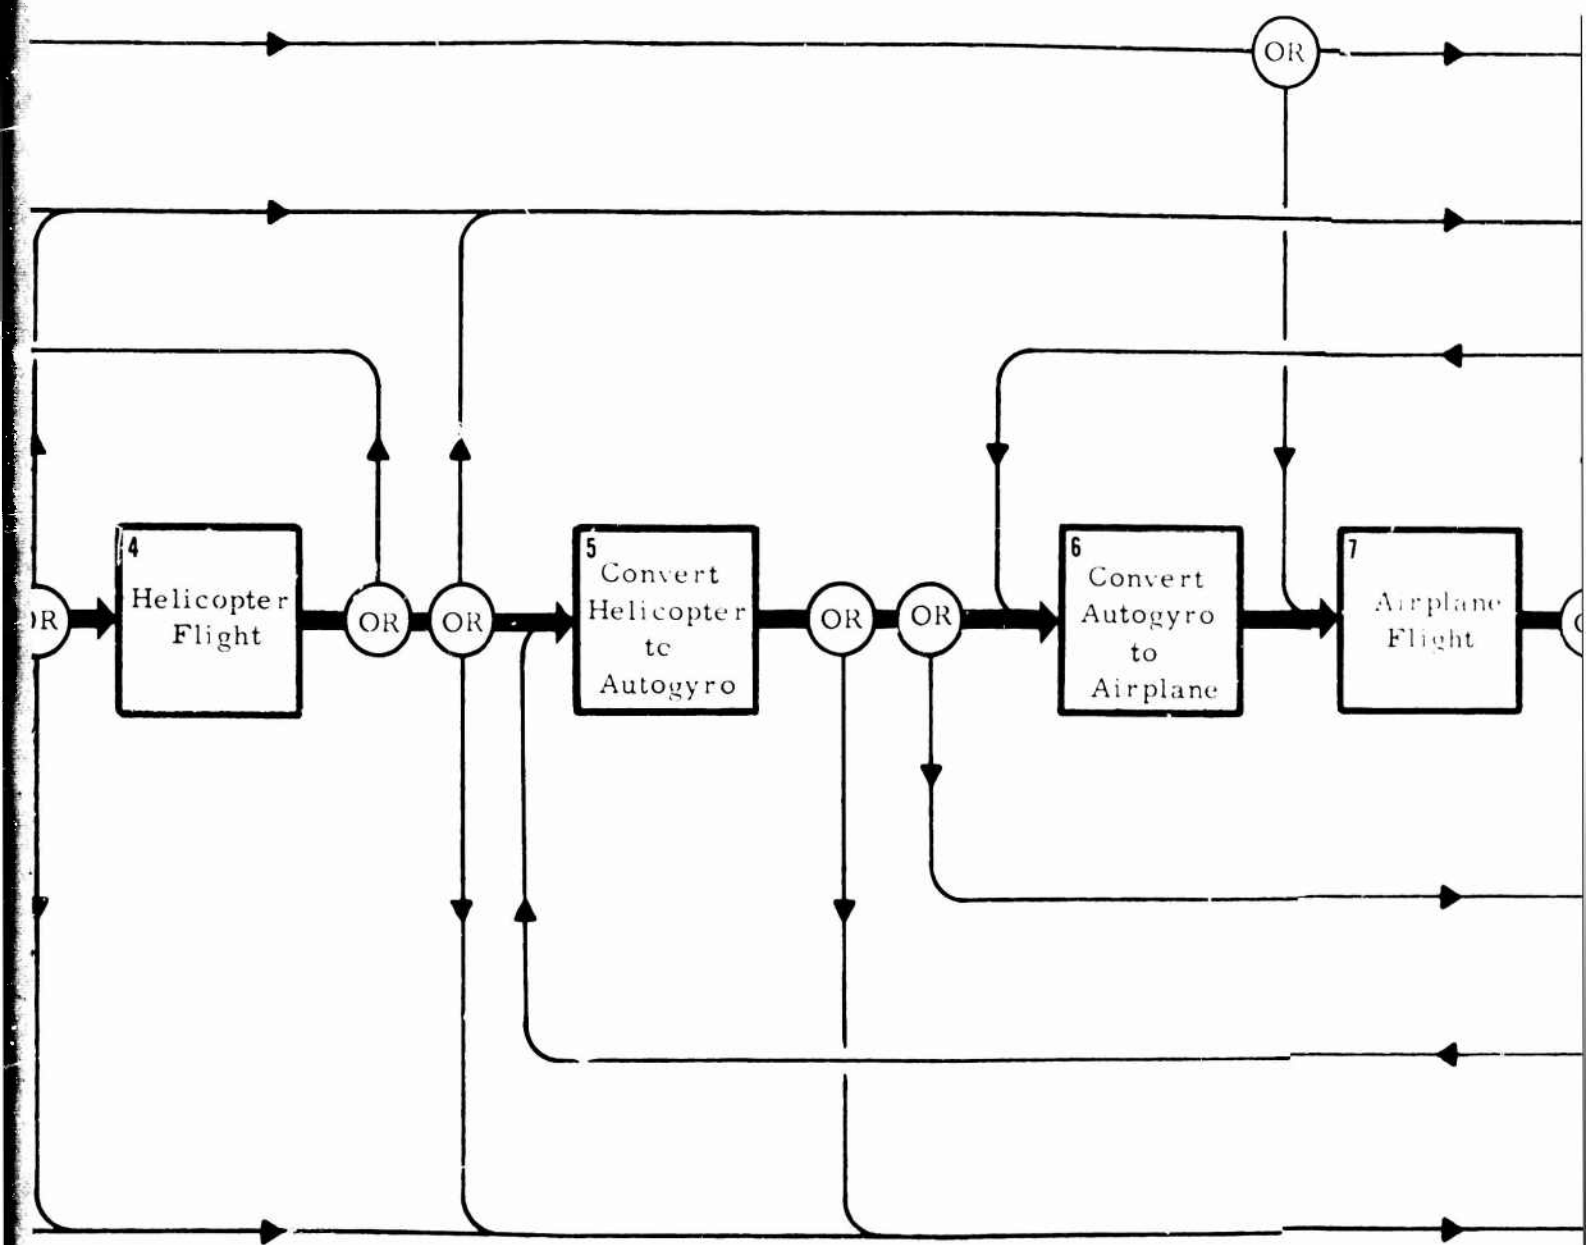 OR
4
Helicopter
Flight
OR
OR
5
Convert
Helicopter
tc
Autogyro
OR
OR
6
Convert
Autogyro
to
Airplane
7
Airplane
Flight